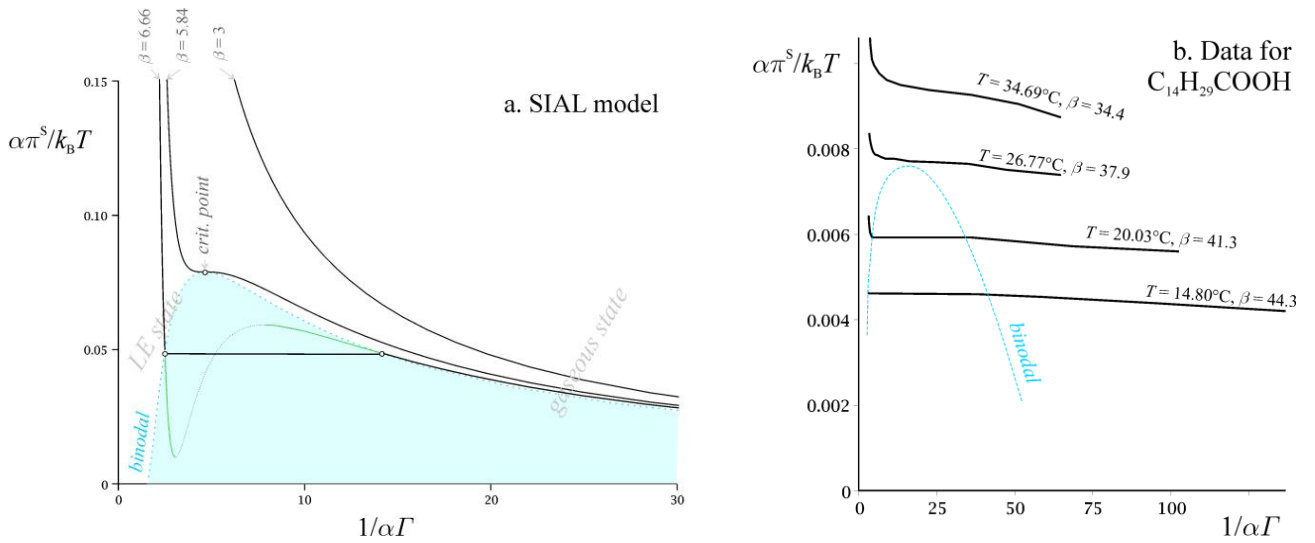 β = 6.66
β = 5.84
β = 3
a. SIAL model
απˢ/k_BT
0.15
0.10
0.05
0
crit. point
LE state
gaseous state
binodal
0
10
20
30
1/αΓ
b. Data for
C₁₄H₂₉COOH
απˢ/k_BT
0.008
0.006
0.004
0.002
0
T = 34.69°C, β = 34.4
T = 26.77°C, β = 37.9
T = 20.03°C, β = 41.3
T = 14.80°C, β = 44.3
binodal
0
25
50
75
100
1/αΓ